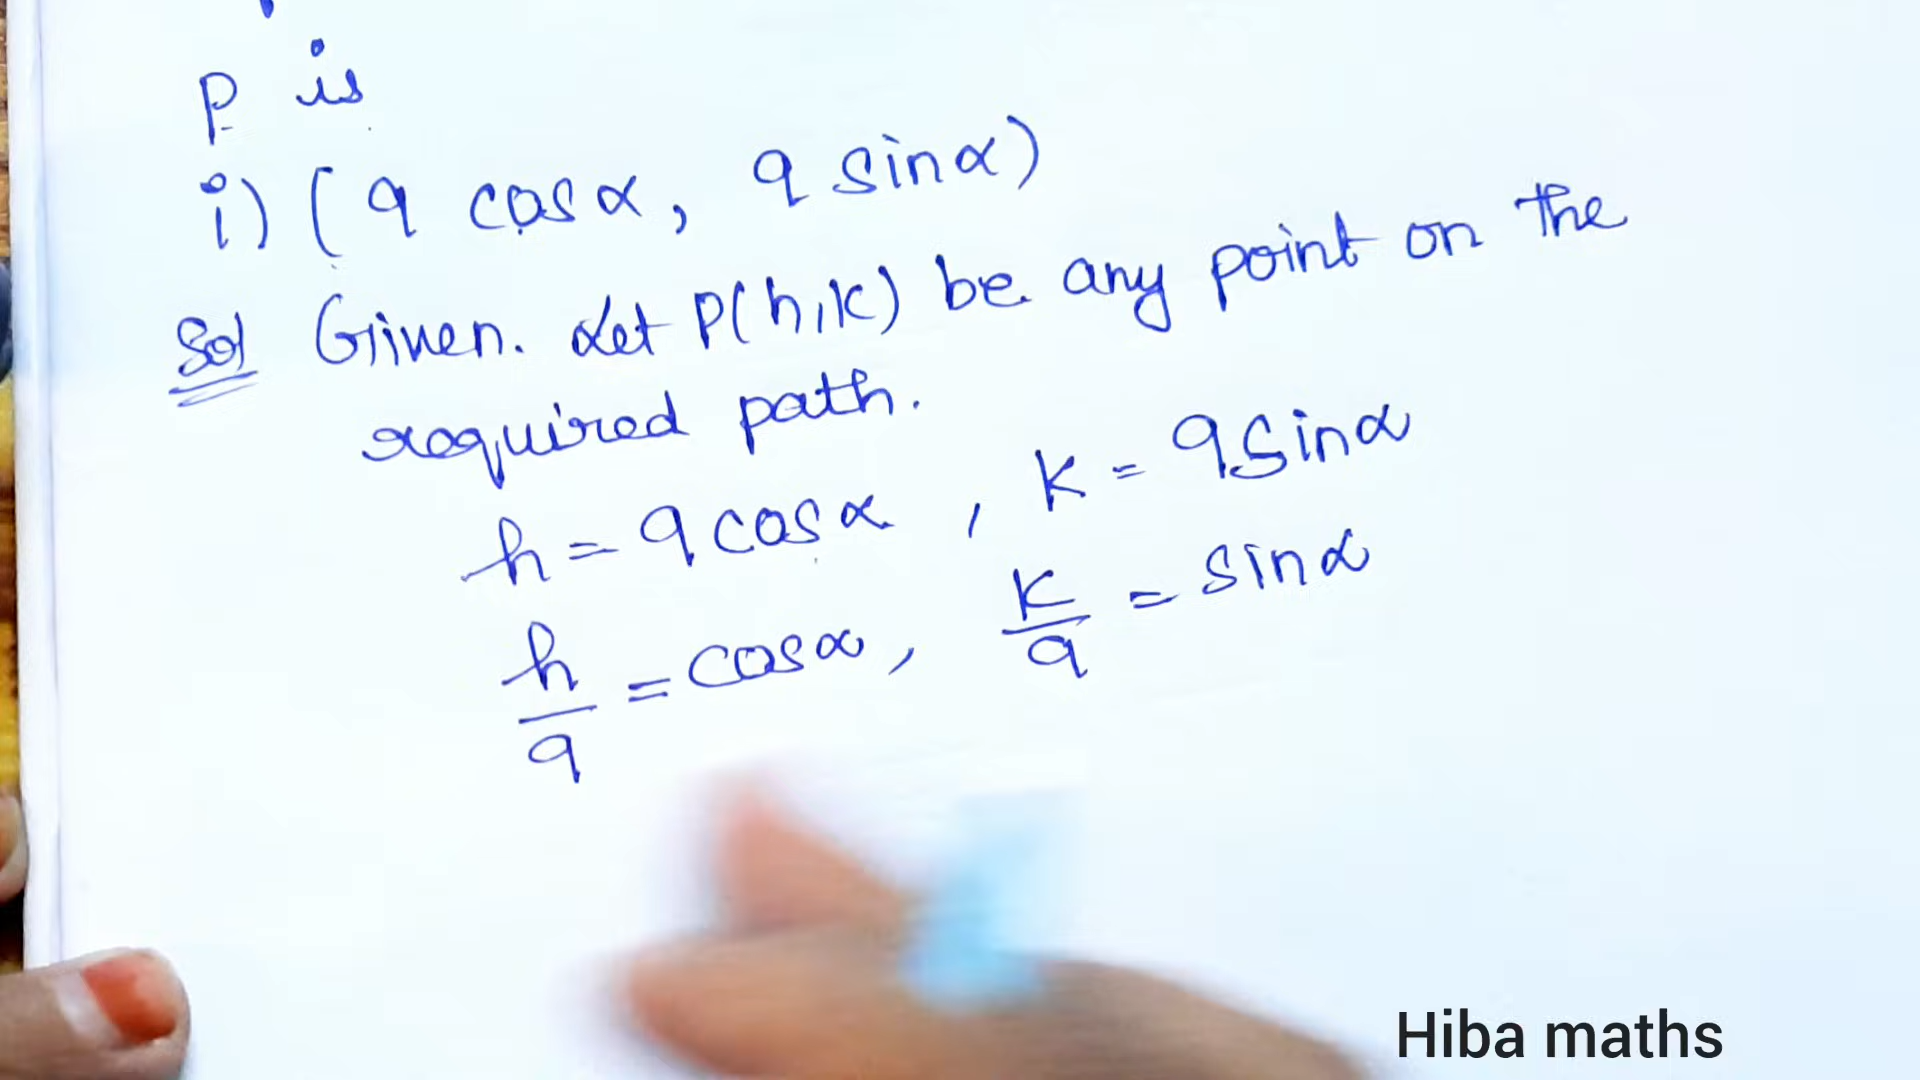 P is
i) (9 cosα, 9 sinα)
Sol Given. Let P(h,k) be any point on the
required path.
h = 9 cosα , k = 9 sinα
h/9 = cosα, k/9 = sinα
Hiba maths